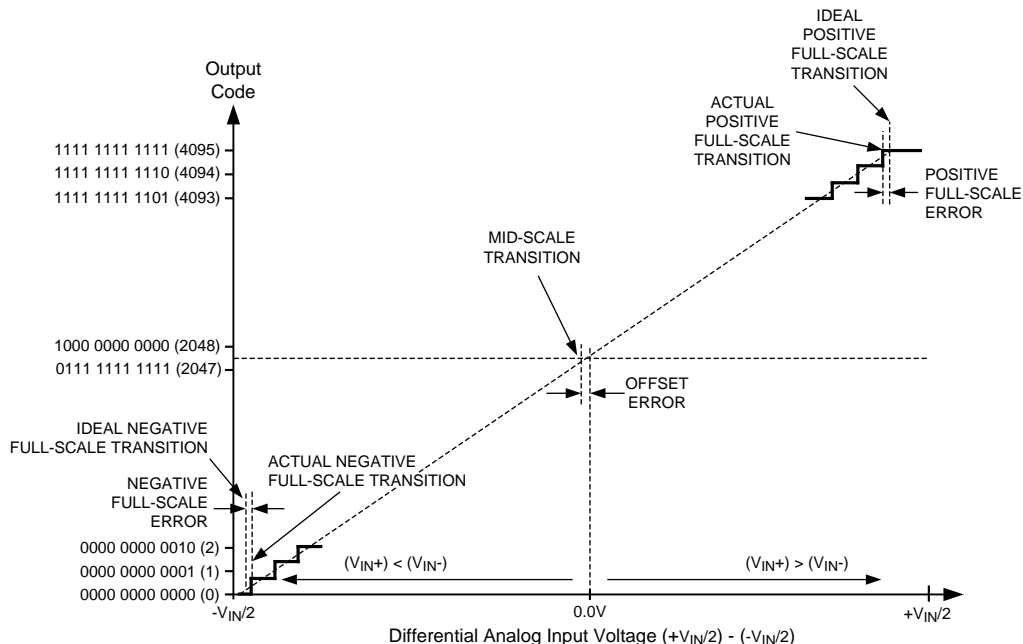 IDEAL
POSITIVE
FULL-SCALE
TRANSITION
Output
Code
ACTUAL
POSITIVE
FULL-SCALE
TRANSITION
1111 1111 1111 (4095)
1111 1111 1110 (4094)
1111 1111 1101 (4093)
POSITIVE
FULL-SCALE
ERROR
MID-SCALE
TRANSITION
1000 0000 0000 (2048)
0111 1111 1111 (2047)
OFFSET
ERROR
IDEAL NEGATIVE
FULL-SCALE TRANSITION
ACTUAL NEGATIVE
FULL-SCALE TRANSITION
NEGATIVE
FULL-SCALE
ERROR
0000 0000 0010 (2)
0000 0000 0001 (1)
0000 0000 0000 (0)
(VIN+) < (VIN-)
(VIN+) > (VIN-)
-VIN/2
0.0V
+VIN/2
Differential Analog Input Voltage (+VIN/2) - (-VIN/2)